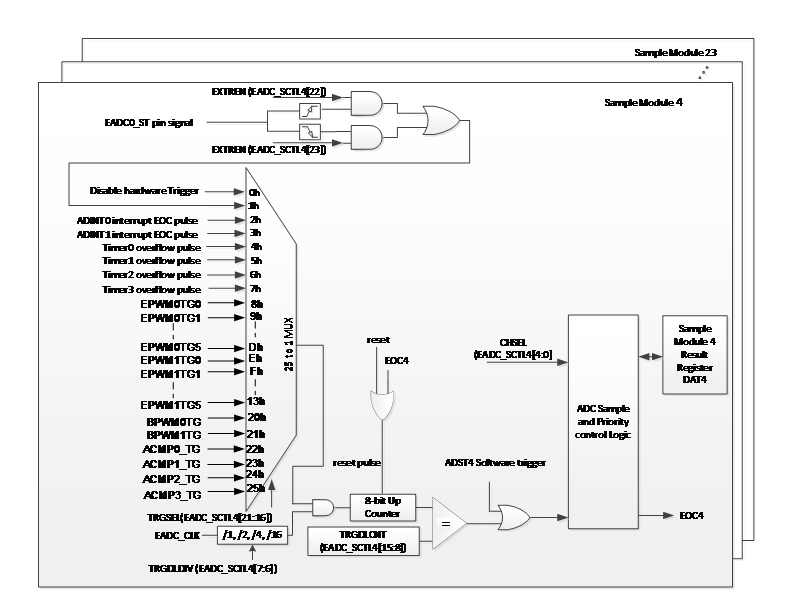 Sample Module 23
Sample Module 4
EXTREN (EADC_SCTL4[22])
EADC0_ST pin signal
EXTREN (EADC_SCTL4[23])
Disable hardware Trigger
0h
1h
ADINT0 interrupt EOC pulse
2h
ADINT1 interrupt EOC pulse
3h
Timer0 overflow pulse
4h
Timer1 overflow pulse
5h
Timer2 overflow pulse
6h
Timer3 overflow pulse
7h
EPWM0TG0
8h
EPWM0TG1
9h
EPWM0TG5
Dh
EPWM1TG0
Eh
EPWM1TG1
Fh
EPWM1TG5
13h
BPWM0TG
20h
BPWM1TG
21h
ACMP0_TG
22h
ACMP1_TG
23h
ACMP2_TG
24h
ACMP3_TG
25h
25 to 1 MUX
TRGSEL(EADC_SCTL4[21:16])
EADC_CLK
/1, /2, /4, /16
TRGDLDIV (EADC_SCTL4[7:6])
reset
EOC4
reset pulse
8-bit Up
Counter
TRGDLCNT
(EADC_SCTL4[15:8])
=
ADST4 Software trigger
CHSEL
(EADC_SCTL4[4:0])
ADC Sample
and Priority
control Logic
Sample
Module 4
Result
Register
DAT4
EOC4